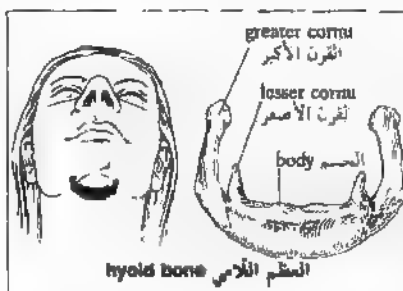 greater cornu
القرن الأكبر
lesser cornu
القرن الأصغر
body الجسم
hyoid bone العظم اللامي